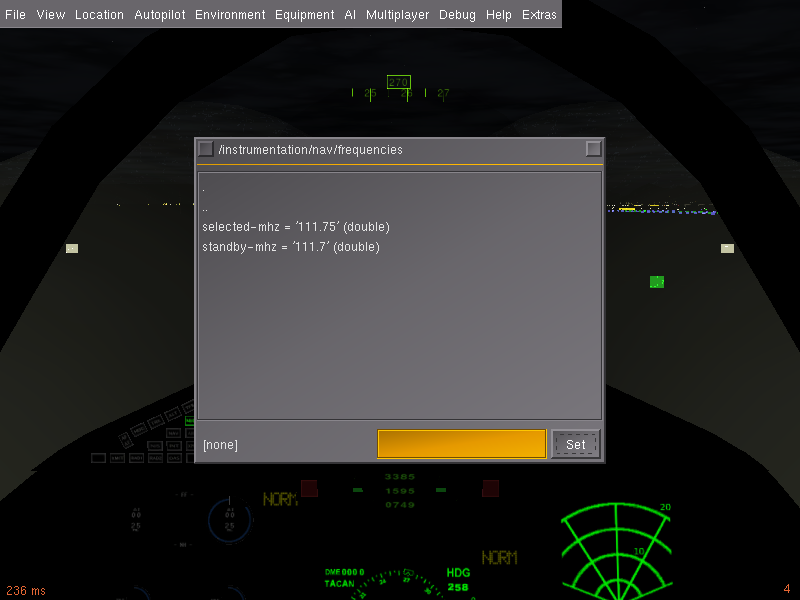 File View Location Autopilot Environment Equipment AI Multiplayer Debug Help Extras
270
25 26 27
/instrumentation/nav/frequencies
.
..
selected-mhz = '111.75' (double)
standby-mhz = '111.7' (double)
[none]
Set
3385
1595
0749
NORM
20
10
NORM
DME 000 0
TACAN
HDG
258
236 ms
4